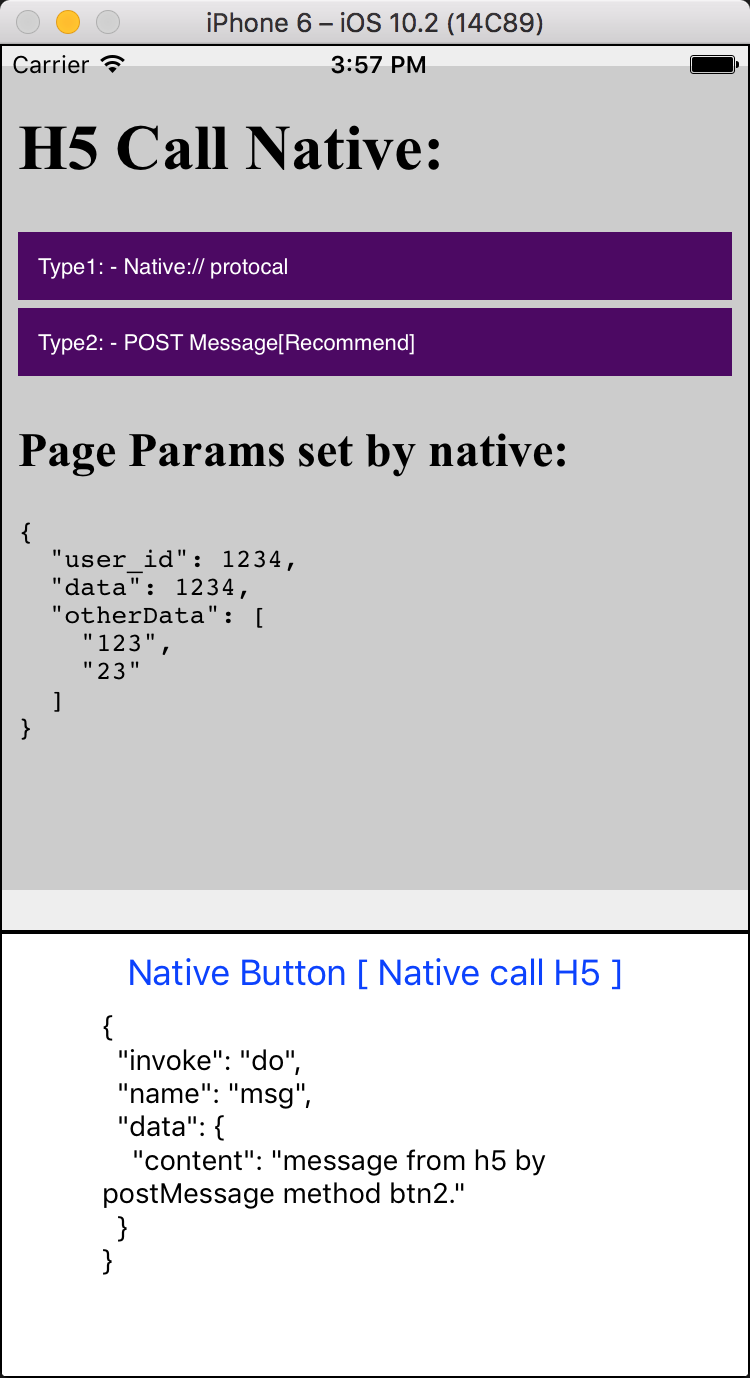 iPhone 6 – iOS 10.2 (14C89)
Carrier 3:57 PM
H5 Call Native:
Type1: - Native:// protocal
Type2: - POST Message[Recommend]
Page Params set by native:
{
  "user_id": 1234,
  "data": 1234,
  "otherData": [
    "123",
    "23"
  ]
}
Native Button [ Native call H5 ]
{
  "invoke": "do",
  "name": "msg",
  "data": {
    "content": "message from h5 by
postMessage method btn2."
  }
}